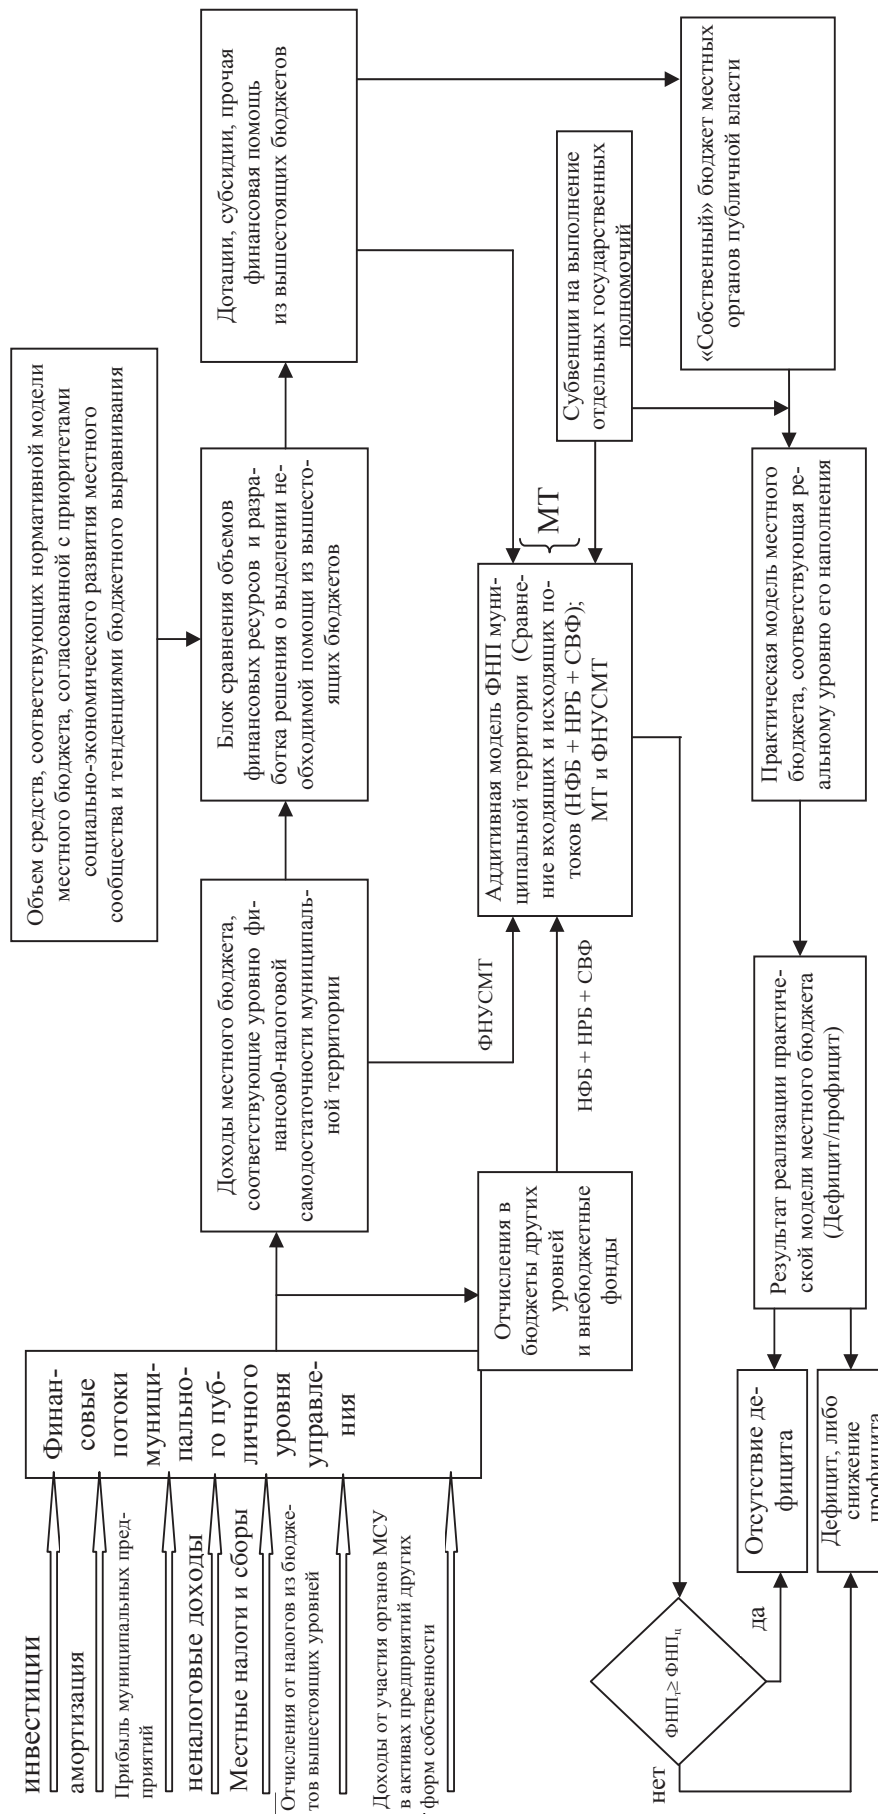 инвестиции
амортизация
Прибыль муниципальных пред-
приятий
неналоговые доходы
Местные налоги и сборы
Отчисления от налогов из бюдже-
тов вышестоящих уровней
Доходы от участия органов МСУ
в активах предприятий других
форм собственности
Финан-
совые
потоки
муници-
пально-
го пуб-
личного
уровня
управле-
ния
Объем средств, соответствующих нормативной модели
местного бюджета, согласованной с приоритетами
социально-экономического развития местного
сообщества и тенденциями бюджетного выравнивания
Доходы местного бюджета,
соответствующие уровню фи-
нансов0-налоговой
самодостаточности муниципаль-
ной территории
Блок сравнения объемов
финансовых ресурсов и разра-
ботка решения о выделении не-
обходимой помощи из вышесто-
ящих бюджетов
Дотации, субсидии, прочая
финансовая помощь
из вышестоящих бюджетов
Отчисления в
бюджеты других
уровней
и внебюджетные
фонды
ФНУСМТ
НФБ + НРБ + СВФ
Аддитивная модель ФНП муни-
ципальной территории (Сравне-
ние входящих и исходящих по-
токов (НФБ + НРБ + СВФ);
МТ и ФНУСМТ
МТ
Субвенции на выполнение
отдельных государственных
полномочий
«Собственный» бюджет местных
органов публичной власти
Практическая модель местного
бюджета, соответствующая ре-
альному уровню его наполнения
Результат реализации практиче-
ской модели местного бюджета
(Дефицит/профицит)
Отсутствие де-
фицита
Дефицит, либо
снижение
профицита
ФНПт≥ ФНПц
да
нет